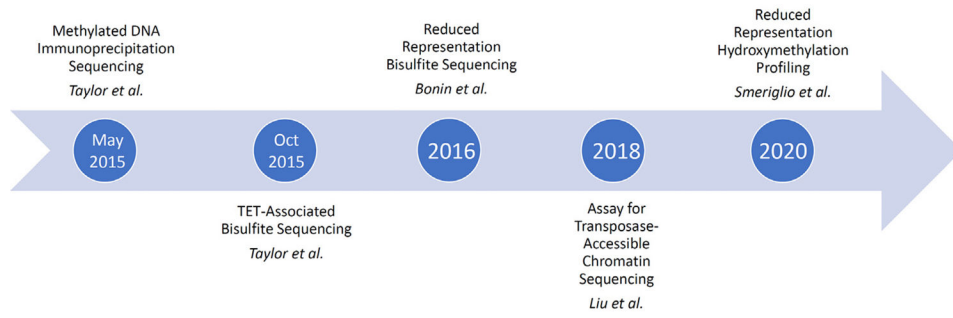 Methylated DNA
Immunoprecipitation
Sequencing
Taylor et al.
May
2015
Oct
2015
TET-Associated
Bisulfite Sequencing
Taylor et al.
Reduced
Representation
Bisulfite Sequencing
Bonin et al.
2016
2018
Assay for
Transposase-
Accessible
Chromatin
Sequencing
Liu et al.
Reduced
Representation
Hydroxymethylation
Profiling
Smeriglio et al.
2020